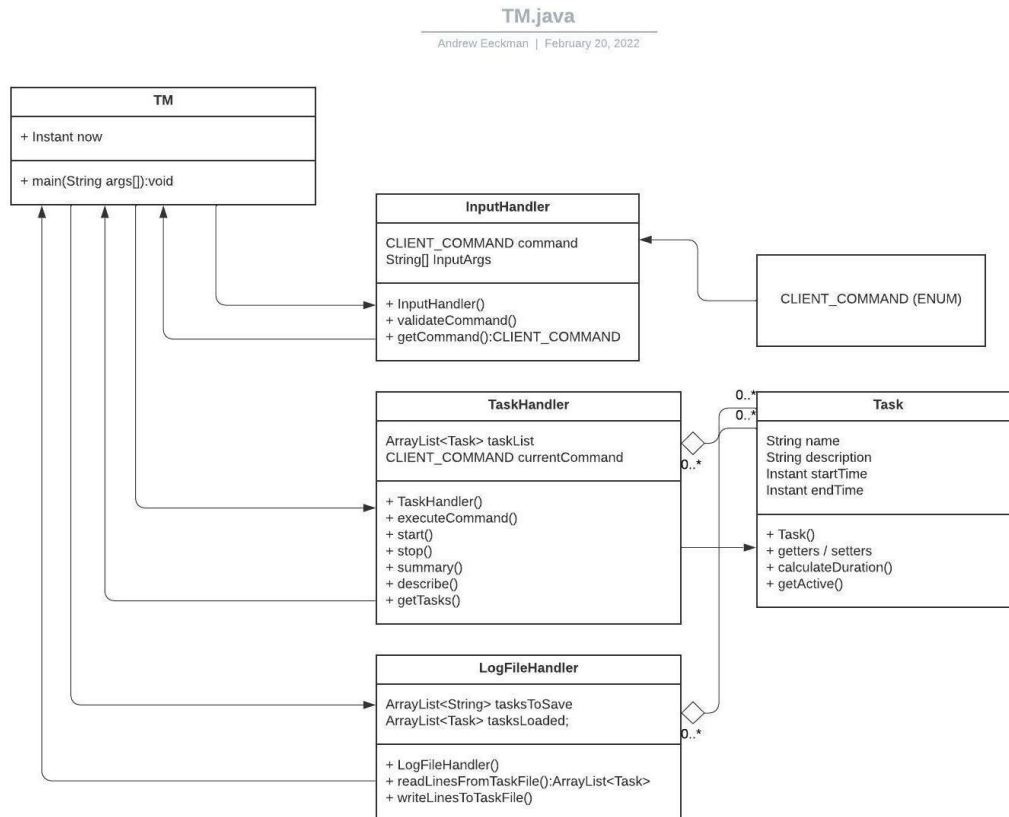 TM.java
Andrew Eeckman | February 20, 2022
TM
+ Instant now
+ main(String args[]):void
InputHandler
CLIENT_COMMAND command
String[] InputArgs
+ InputHandler()
+ validateCommand()
+ getCommand():CLIENT_COMMAND
CLIENT_COMMAND (ENUM)
TaskHandler
ArrayList<Task> taskList
CLIENT_COMMAND currentCommand
+ TaskHandler()
+ executeCommand()
+ start()
+ stop()
+ summary()
+ describe()
+ getTasks()
0..*
0..*
0..*
Task
String name
String description
Instant startTime
Instant endTime
+ Task()
+ getters / setters
+ calculateDuration()
+ getActive()
LogFileHandler
ArrayList<String> tasksToSave
ArrayList<Task> tasksLoaded;
0..*
+ LogFileHandler()
+ readLinesFromTaskFile():ArrayList<Task>
+ writeLinesToTaskFile()